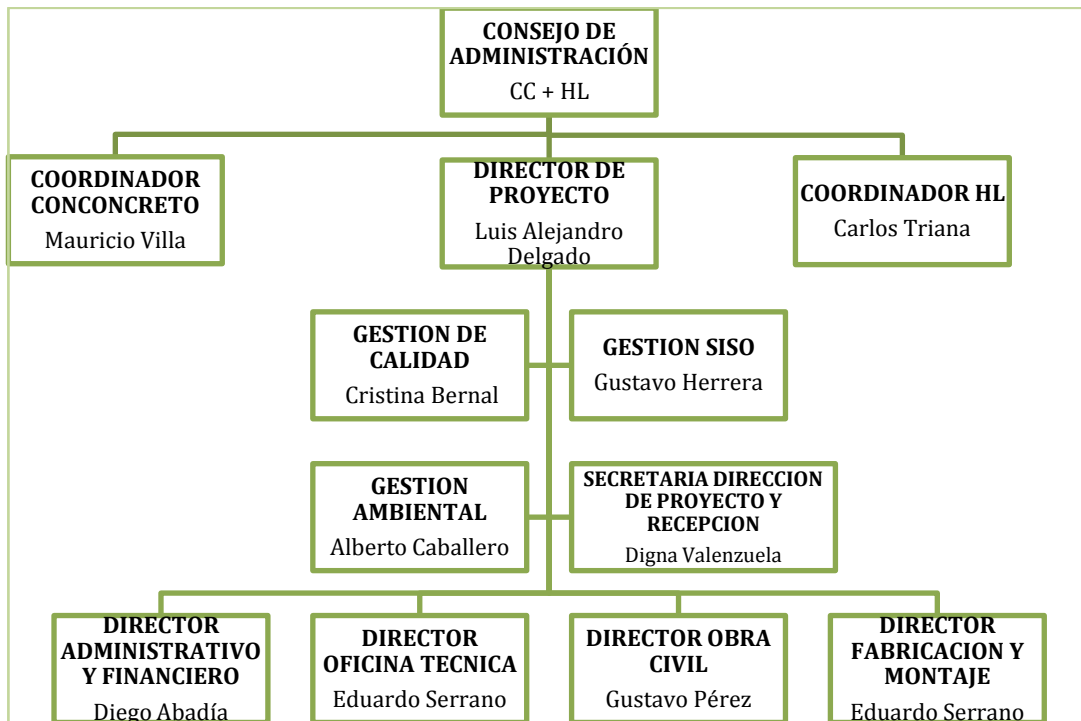 CONSEJO DE
ADMINISTRACIÓN
CC + HL
COORDINADOR
CONCONCRETO
Mauricio Villa
DIRECTOR DE
PROYECTO
Luis Alejandro
Delgado
COORDINADOR HL
Carlos Triana
GESTION DE
CALIDAD
Cristina Bernal
GESTION SISO
Gustavo Herrera
GESTION
AMBIENTAL
Alberto Caballero
SECRETARIA DIRECCION
DE PROYECTO Y
RECEPCION
Digna Valenzuela
DIRECTOR
ADMINISTRATIVO
Y FINANCIERO
Diego Abadía
DIRECTOR
OFICINA TECNICA
Eduardo Serrano
DIRECTOR OBRA
CIVIL
Gustavo Pérez
DIRECTOR
FABRICACION Y
MONTAJE
Eduardo Serrano